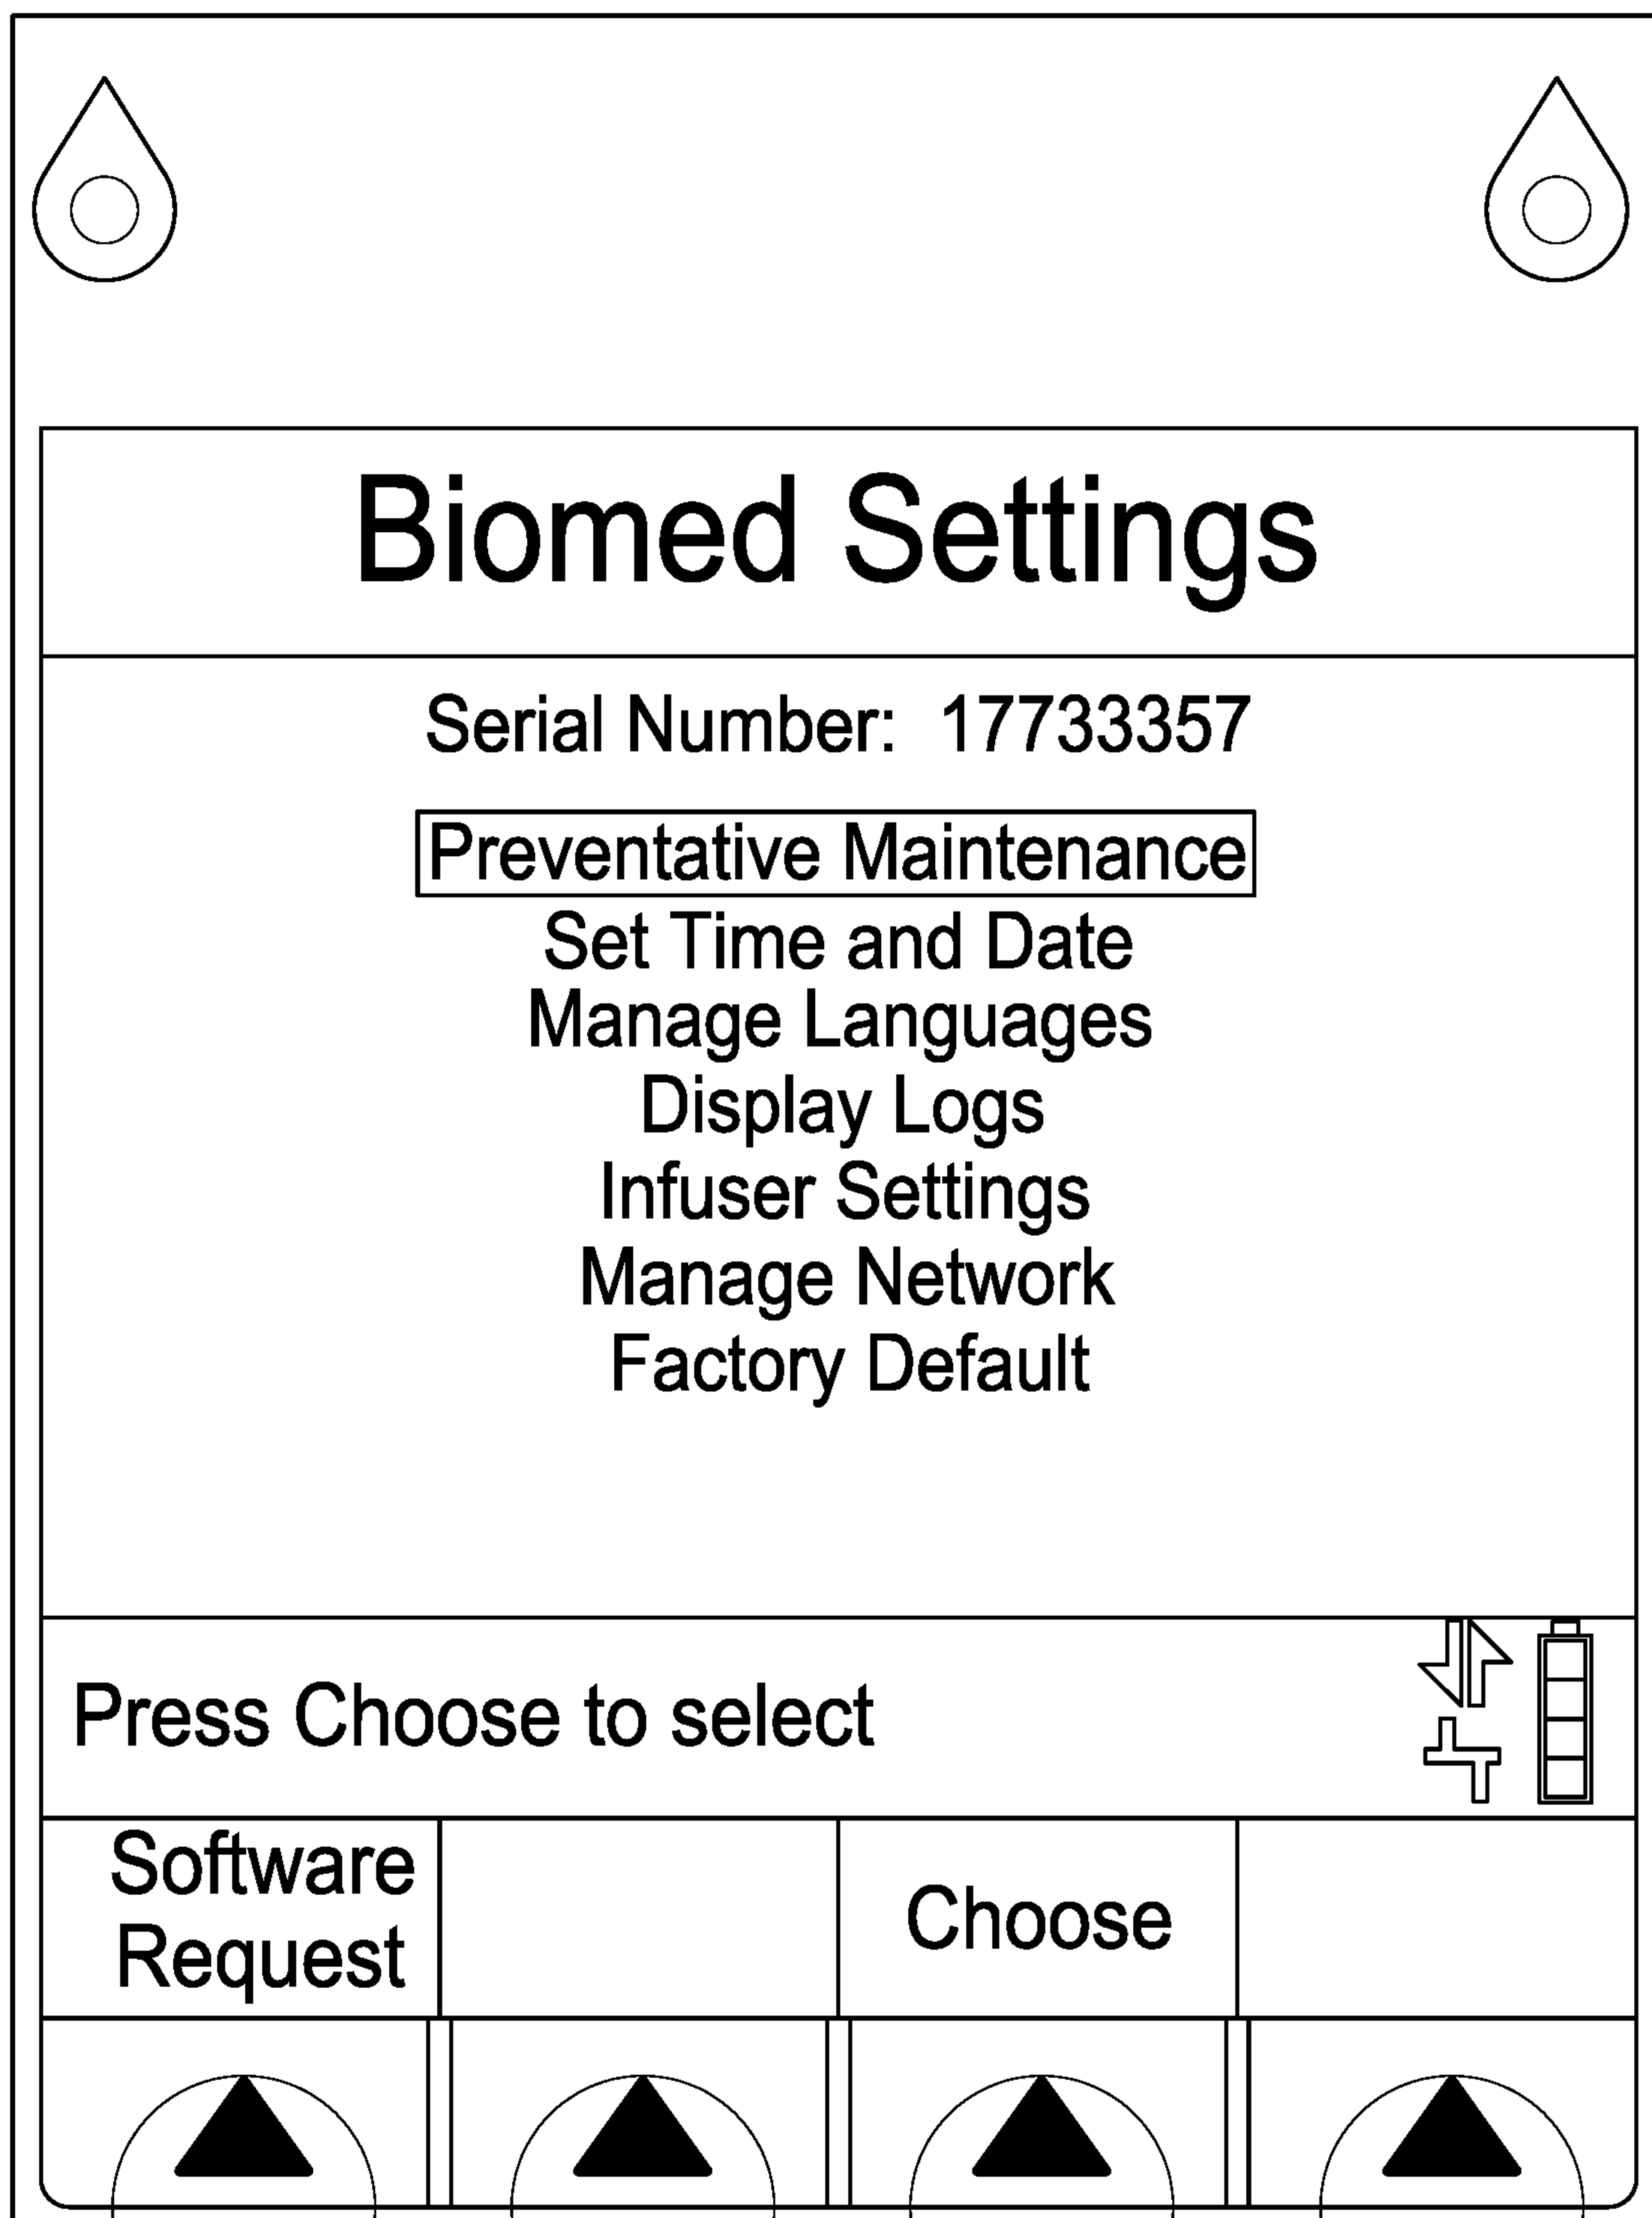 Biomed Settings
Serial Number: 17733357
Preventative Maintenance
Set Time and Date
Manage Languages
Display Logs
Infuser Settings
Manage Network
Factory Default
Press Choose to select
Software
Request
Choose